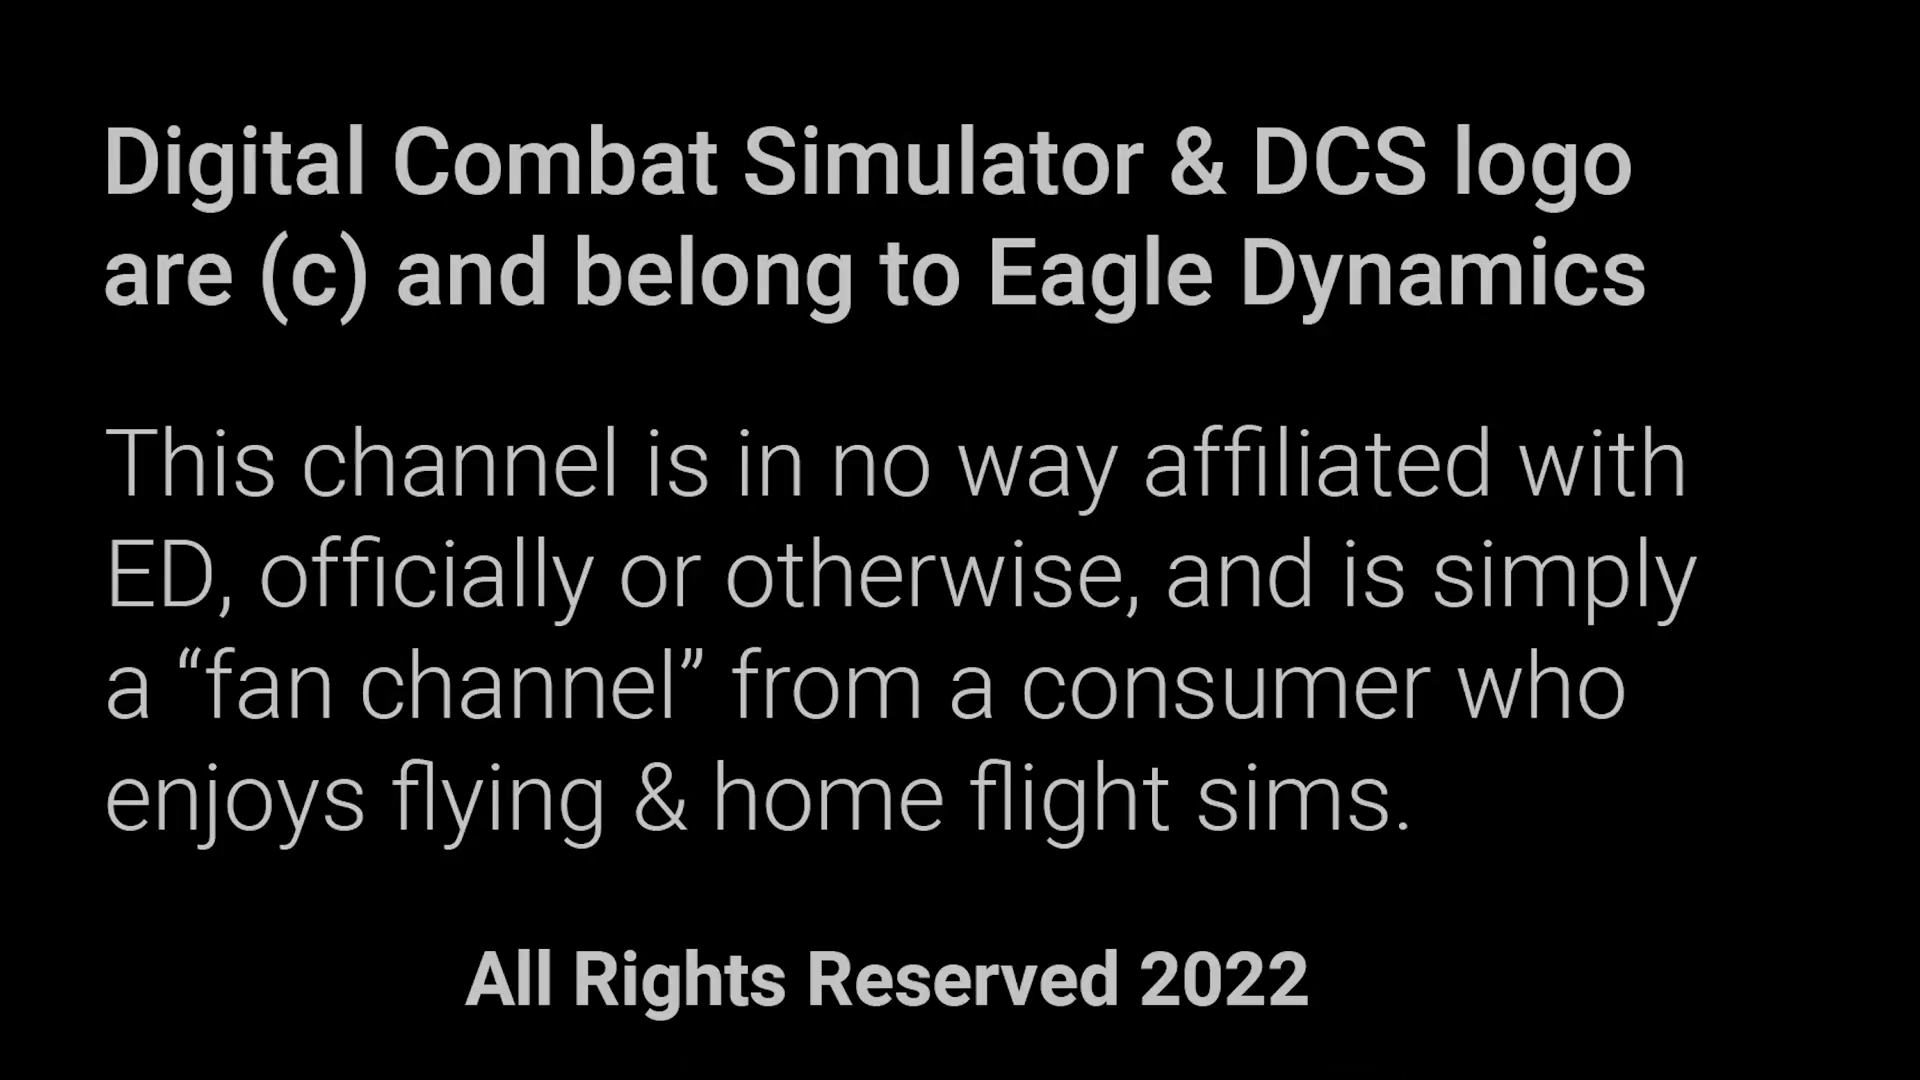 Digital Combat Simulator & DCS logo
are (c) and belong to Eagle Dynamics
This channel is in no way affiliated with
ED, officially or otherwise, and is simply
a “fan channel” from a consumer who
enjoys flying & home flight sims.
All Rights Reserved 2022